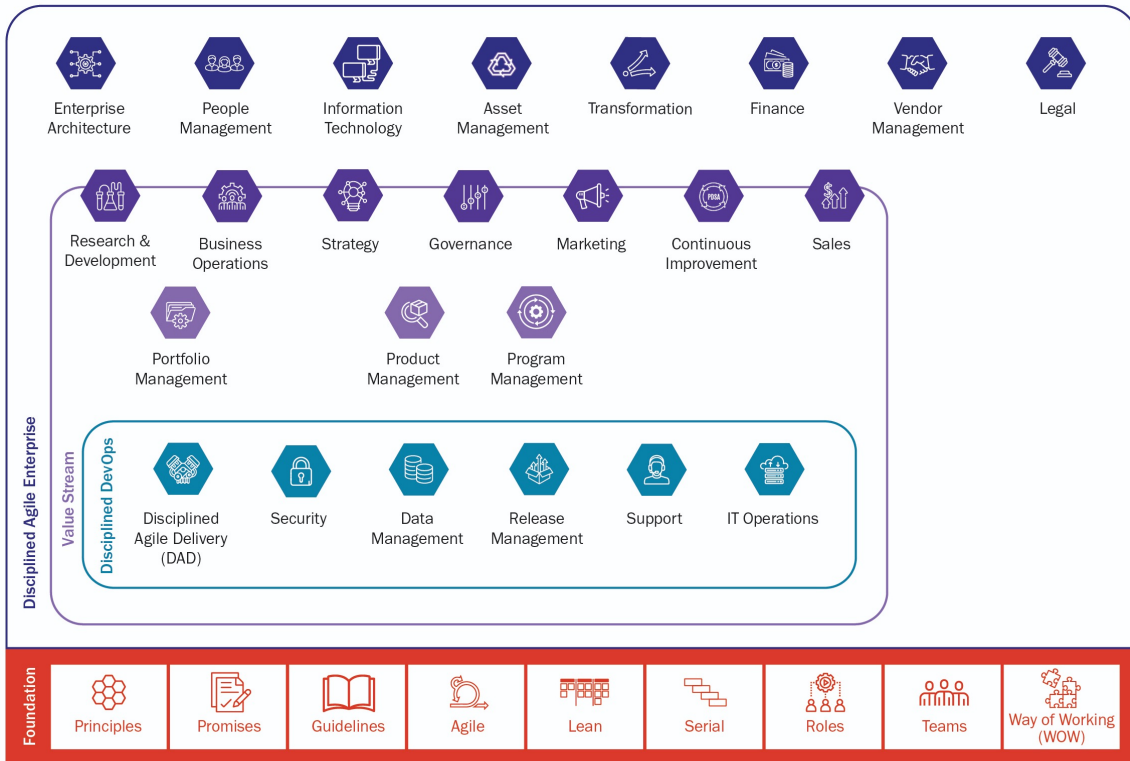 Enterprise
Architecture
People
Management
Information
Technology
Asset
Management
Transformation
Finance
Vendor
Management
Legal
Research &
Development
Business
Operations
Strategy
Governance
Marketing
PDSA
Continuous
Improvement
Sales
Portfolio
Management
Product
Management
Program
Management
Disciplined Agile Enterprise
Value Stream
Disciplined DevOps
Disciplined
Agile Delivery
(DAD)
Security
Data
Management
Release
Management
Support
IT Operations
Foundation
Principles
Promises
Guidelines
Agile
Lean
Serial
Roles
Teams
Way of Working
(WOW)